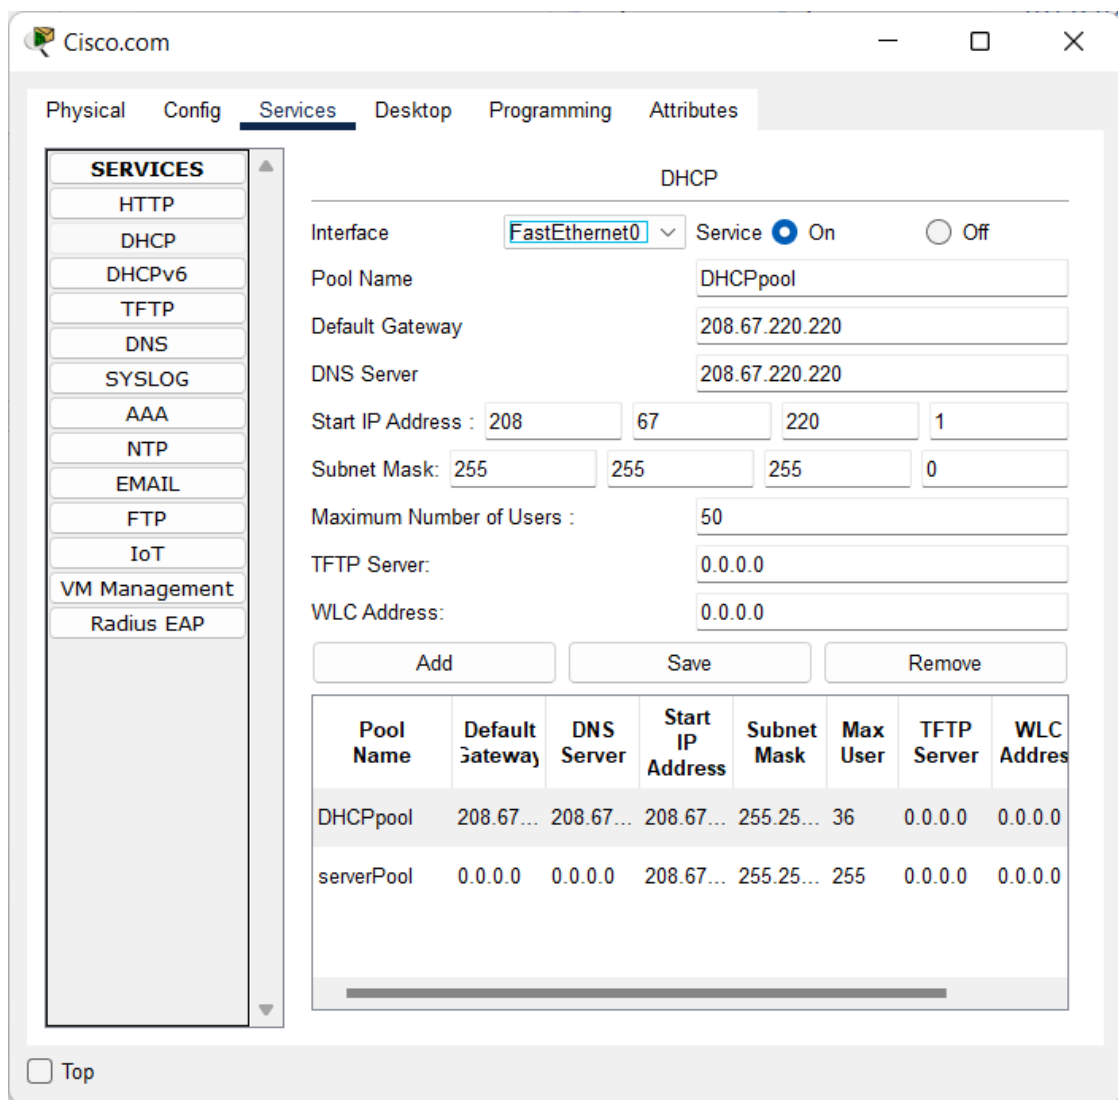 Cisco.com
Physical Config Services Desktop Programming Attributes
SERVICES
HTTP
DHCP
DHCPv6
TFTP
DNS
SYSLOG
AAA
NTP
EMAIL
FTP
IoT
VM Management
Radius EAP
DHCP
Interface FastEthernet0 Service On Off
Pool Name DHCPpool
Default Gateway 208.67.220.220
DNS Server 208.67.220.220
Start IP Address : 208 67 220 1
Subnet Mask: 255 255 255 0
Maximum Number of Users : 50
TFTP Server: 0.0.0.0
WLC Address: 0.0.0.0
Add Save Remove
Pool Name Default Gateway DNS Server Start IP Address Subnet Mask Max User TFTP Server WLC Addres
DHCPpool 208.67... 208.67... 208.67... 255.25... 36 0.0.0.0 0.0.0.0
serverPool 0.0.0.0 0.0.0.0 208.67... 255.25... 255 0.0.0.0 0.0.0.0
Top